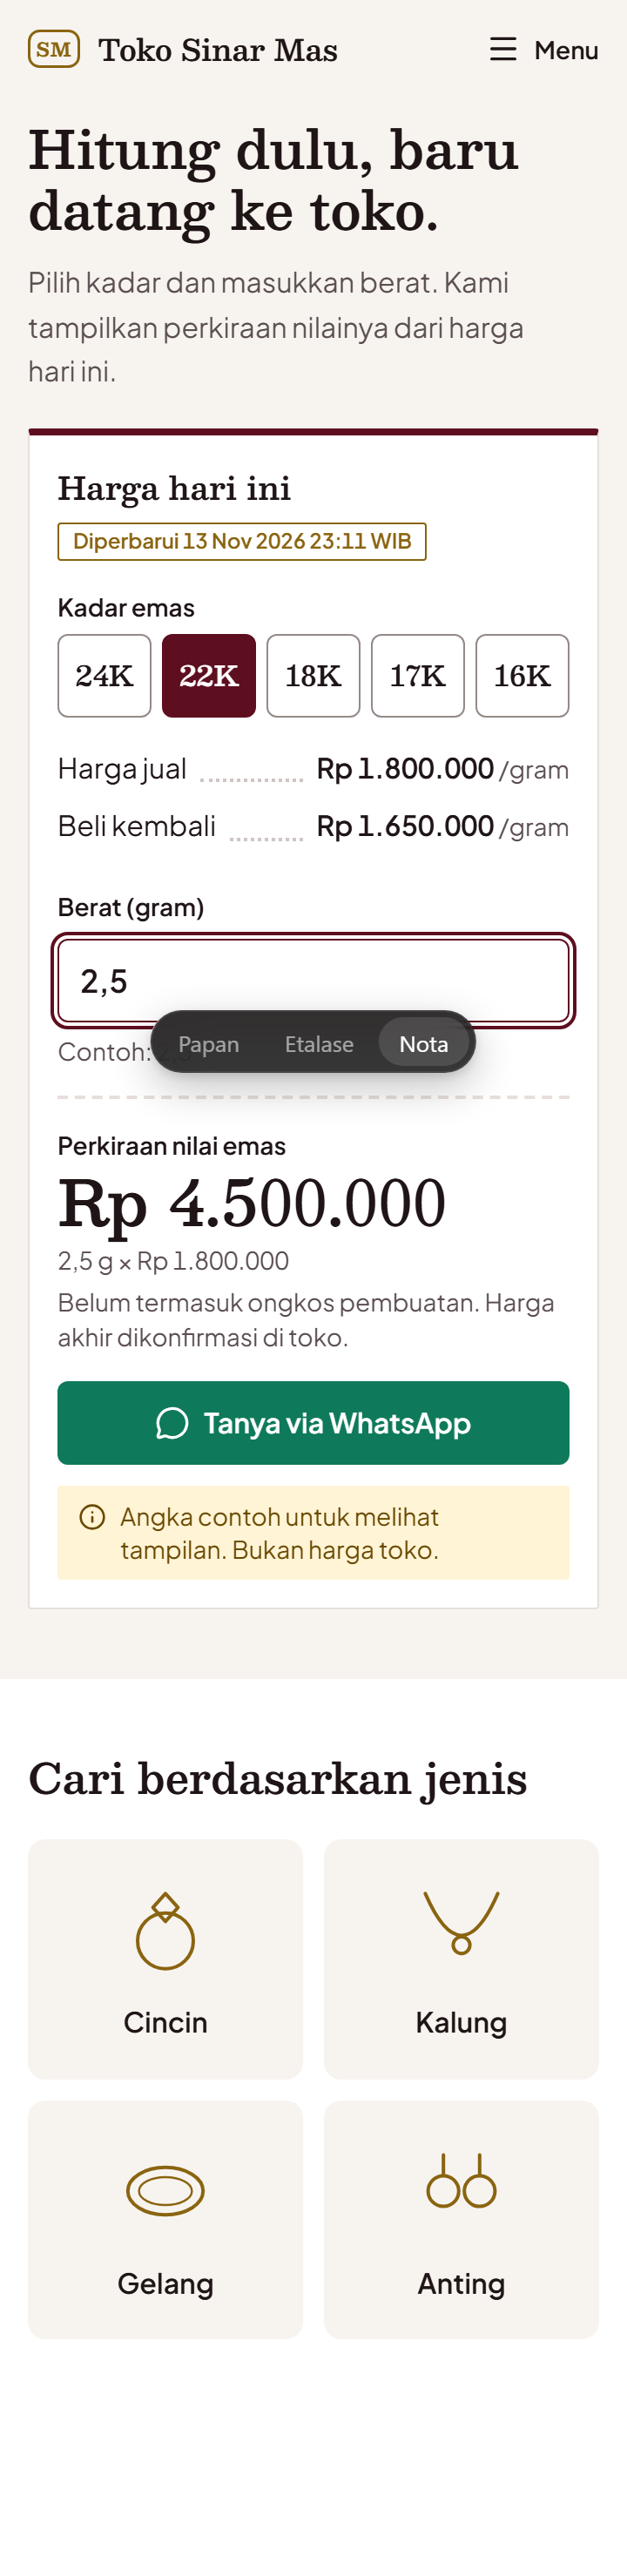 SM Toko Sinar Mas Menu
Hitung dulu, baru
datang ke toko.
Pilih kadar dan masukkan berat. Kami
tampilkan perkiraan nilainya dari harga
hari ini.
Harga hari ini
Diperbarui 13 Nov 2026 23:11 WIB
Kadar emas
24K 22K 18K 17K 16K
Harga jual Rp 1.800.000 /gram
Beli kembali Rp 1.650.000 /gram
Berat (gram)
2,5
Papan Etalase Nota
Contoh: 2,5
Perkiraan nilai emas
Rp 4.500.000
2,5 g × Rp 1.800.000
Belum termasuk ongkos pembuatan. Harga
akhir dikonfirmasi di toko.
Tanya via WhatsApp
Angka contoh untuk melihat
tampilan. Bukan harga toko.
Cari berdasarkan jenis
Cincin Kalung
Gelang Anting